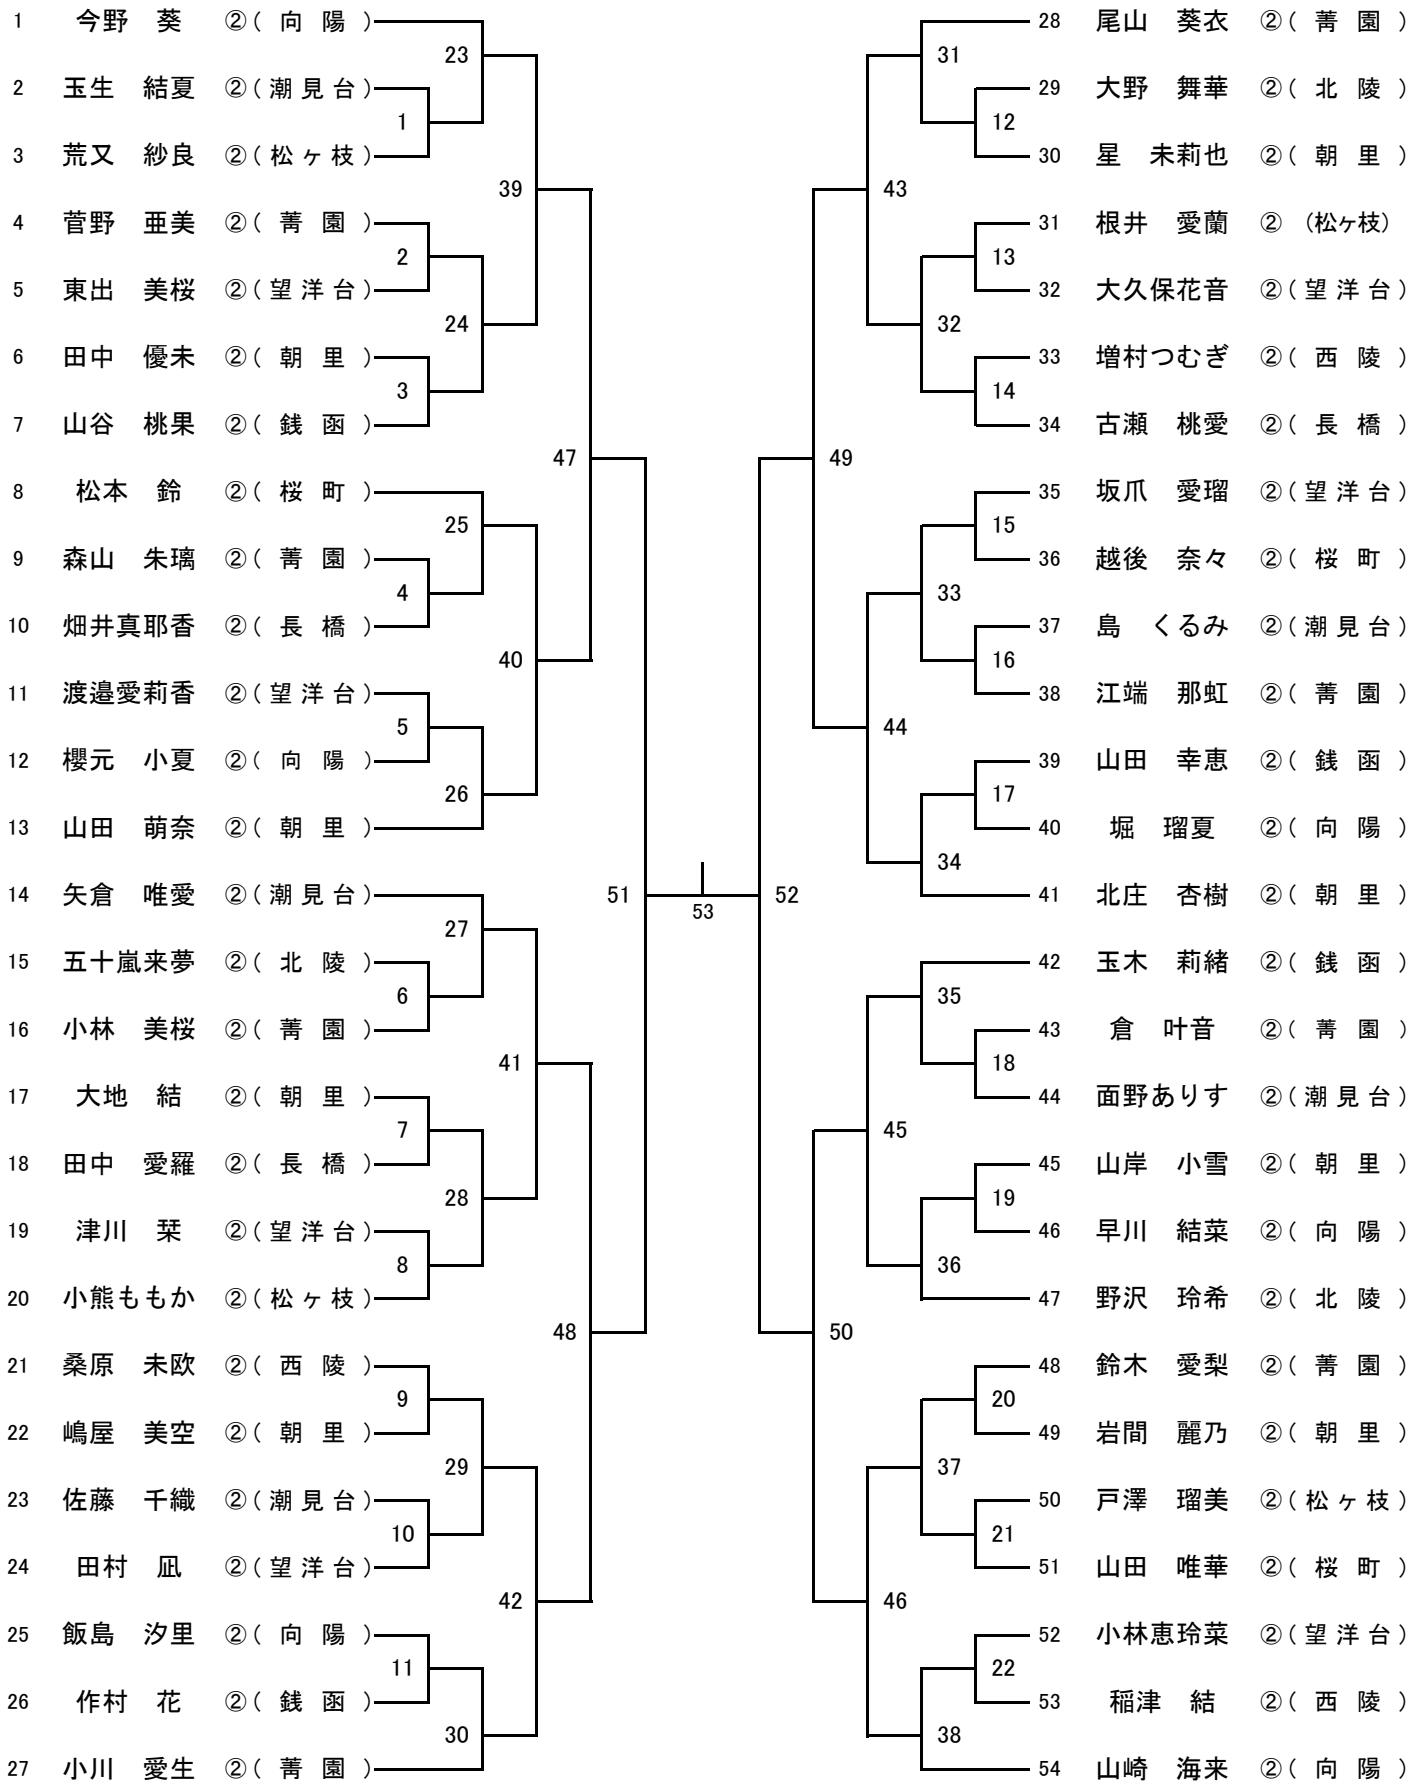 1 今野 葵 ②( 向 陽 )
2 玉生 結夏 ②( 潮 見 台 )
3 荒又 紗良 ②( 松 ヶ 枝 )
4 菅野 亜美 ②( 菁 園 )
5 東出 美桜 ②( 望 洋 台 )
6 田中 優未 ②( 朝 里 )
7 山谷 桃果 ②( 銭 函 )
8 松本 鈴 ②( 桜 町 )
9 森山 朱璃 ②( 菁 園 )
10 畑井真耶香 ②( 長 橋 )
11 渡邉愛莉香 ②( 望 洋 台 )
12 櫻元 小夏 ②( 向 陽 )
13 山田 萌奈 ②( 朝 里 )
14 矢倉 唯愛 ②( 潮 見 台 )
15 五十嵐来夢 ②( 北 陵 )
16 小林 美桜 ②( 菁 園 )
17 大地 結 ②( 朝 里 )
18 田中 愛羅 ②( 長 橋 )
19 津川 栞 ②( 望 洋 台 )
20 小熊ももか ②( 松 ヶ 枝 )
21 桑原 未欧 ②( 西 陵 )
22 嶋屋 美空 ②( 朝 里 )
23 佐藤 千織 ②( 潮 見 台 )
24 田村 凪 ②( 望 洋 台 )
25 飯島 汐里 ②( 向 陽 )
26 作村 花 ②( 銭 函 )
27 小川 愛生 ②( 菁 園 )
1
2
3
4
5
6
7
8
9
10
11
23
24
25
26
27
28
29
30
39
40
41
42
47
48
51
53
52
49
50
43
44
45
46
31
32
33
34
35
36
37
38
12
13
14
15
16
17
18
19
20
21
22
28 尾山 葵衣 ②( 菁 園 )
29 大野 舞華 ②( 北 陵 )
30 星 未莉也 ②( 朝 里 )
31 根井 愛蘭 ② (松ヶ枝)
32 大久保花音 ②( 望 洋 台 )
33 増村つむぎ ②( 西 陵 )
34 古瀬 桃愛 ②( 長 橋 )
35 坂爪 愛瑠 ②( 望 洋 台 )
36 越後 奈々 ②( 桜 町 )
37 島 くるみ ②( 潮 見 台 )
38 江端 那虹 ②( 菁 園 )
39 山田 幸恵 ②( 銭 函 )
40 堀 瑠夏 ②( 向 陽 )
41 北庄 杏樹 ②( 朝 里 )
42 玉木 莉緒 ②( 銭 函 )
43 倉 叶音 ②( 菁 園 )
44 面野ありす ②( 潮 見 台 )
45 山岸 小雪 ②( 朝 里 )
46 早川 結菜 ②( 向 陽 )
47 野沢 玲希 ②( 北 陵 )
48 鈴木 愛梨 ②( 菁 園 )
49 岩間 麗乃 ②( 朝 里 )
50 戸澤 瑠美 ②( 松 ヶ 枝 )
51 山田 唯華 ②( 桜 町 )
52 小林恵玲菜 ②( 望 洋 台 )
53 稲津 結 ②( 西 陵 )
54 山崎 海来 ②( 向 陽 )